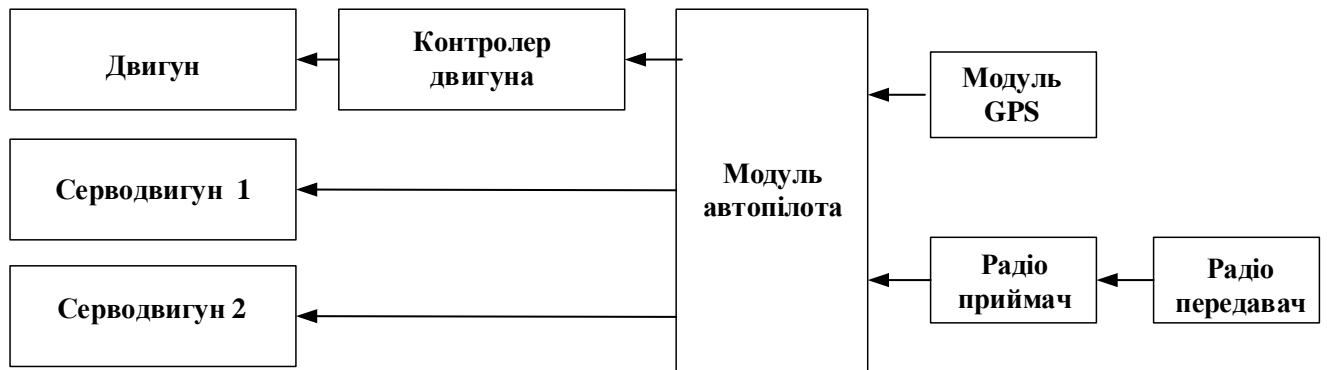 Двигун
Контролер
двигуна
Модуль
GPS
Серводвигун 1
Модуль
автопілота
Серводвигун 2
Радіо
приймач
Радіо
передавач